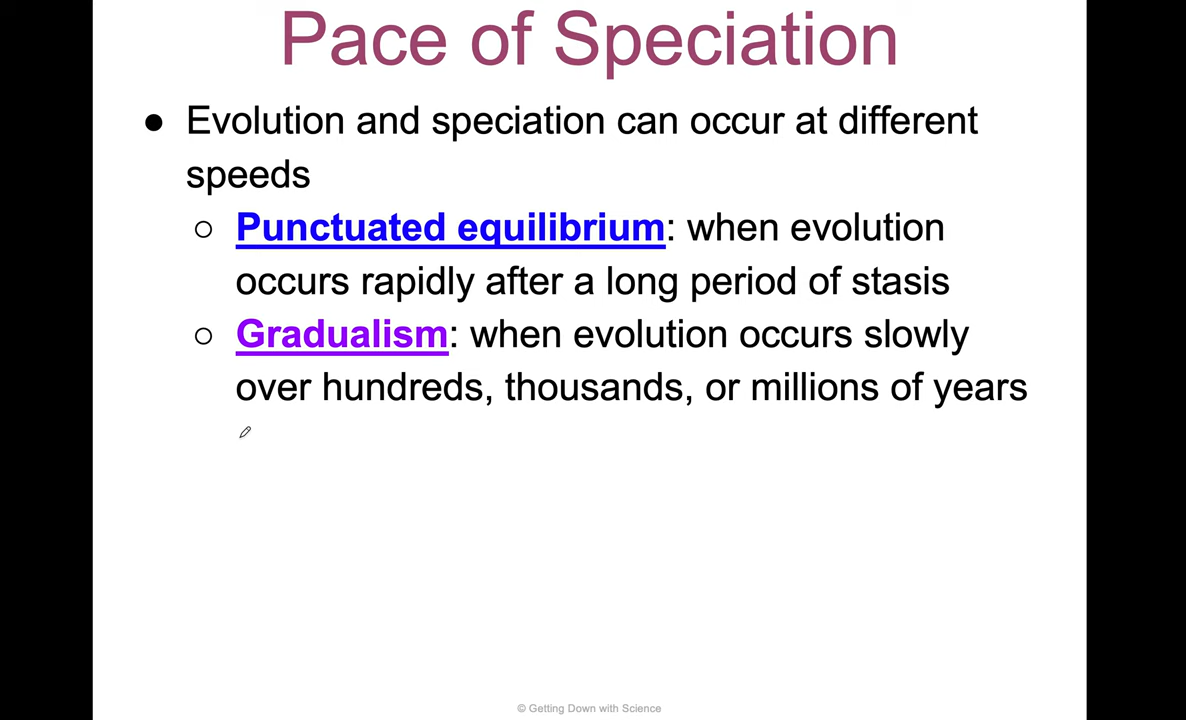 Pace of Speciation
● Evolution and speciation can occur at different
speeds
○ Punctuated equilibrium: when evolution
occurs rapidly after a long period of stasis
○ Gradualism: when evolution occurs slowly
over hundreds, thousands, or millions of years
© Getting Down with Science